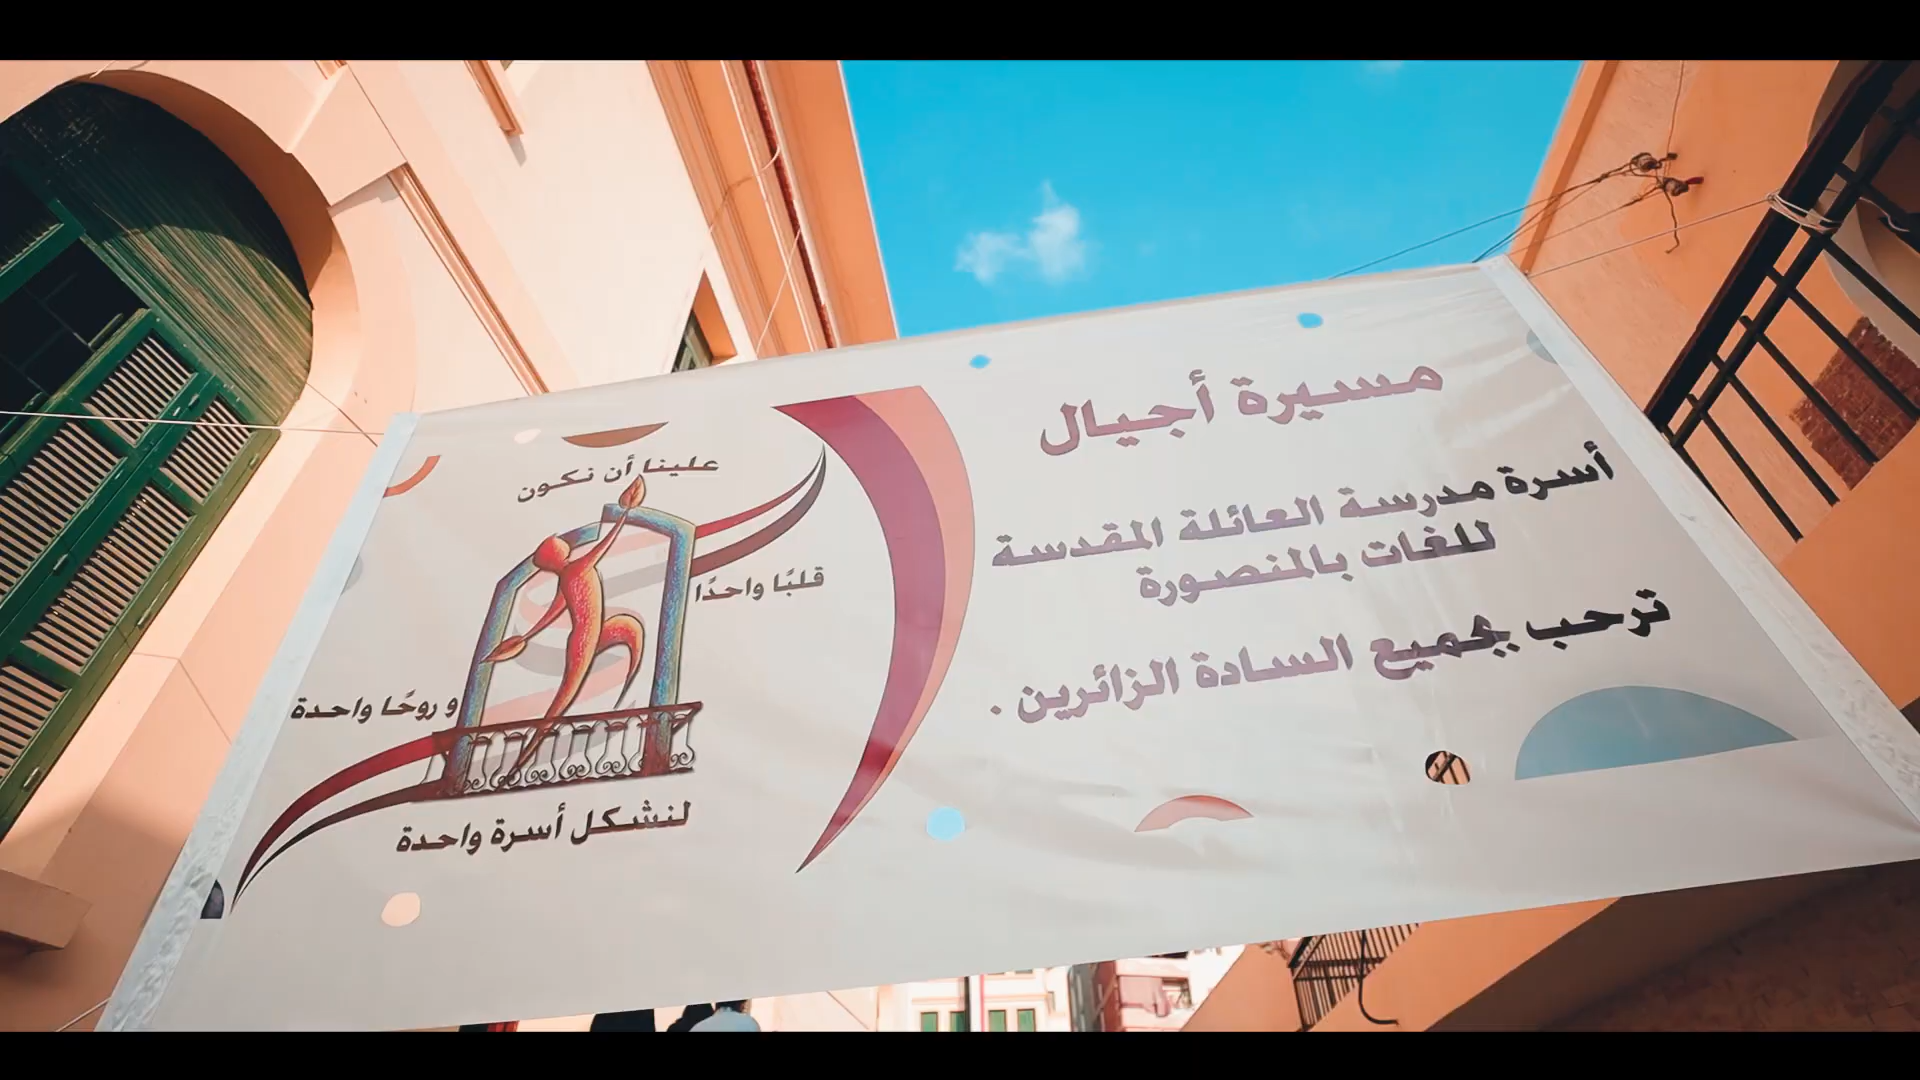 مسيرة أجيال
أسرة مدرسة العائلة المقدسة
للغات بالمنصورة
ترحب بجميع السادة الزائرين .
علينا أن نكون
قلبًا واحدًا
و روحًا واحدة
لنشكل أسرة واحدة